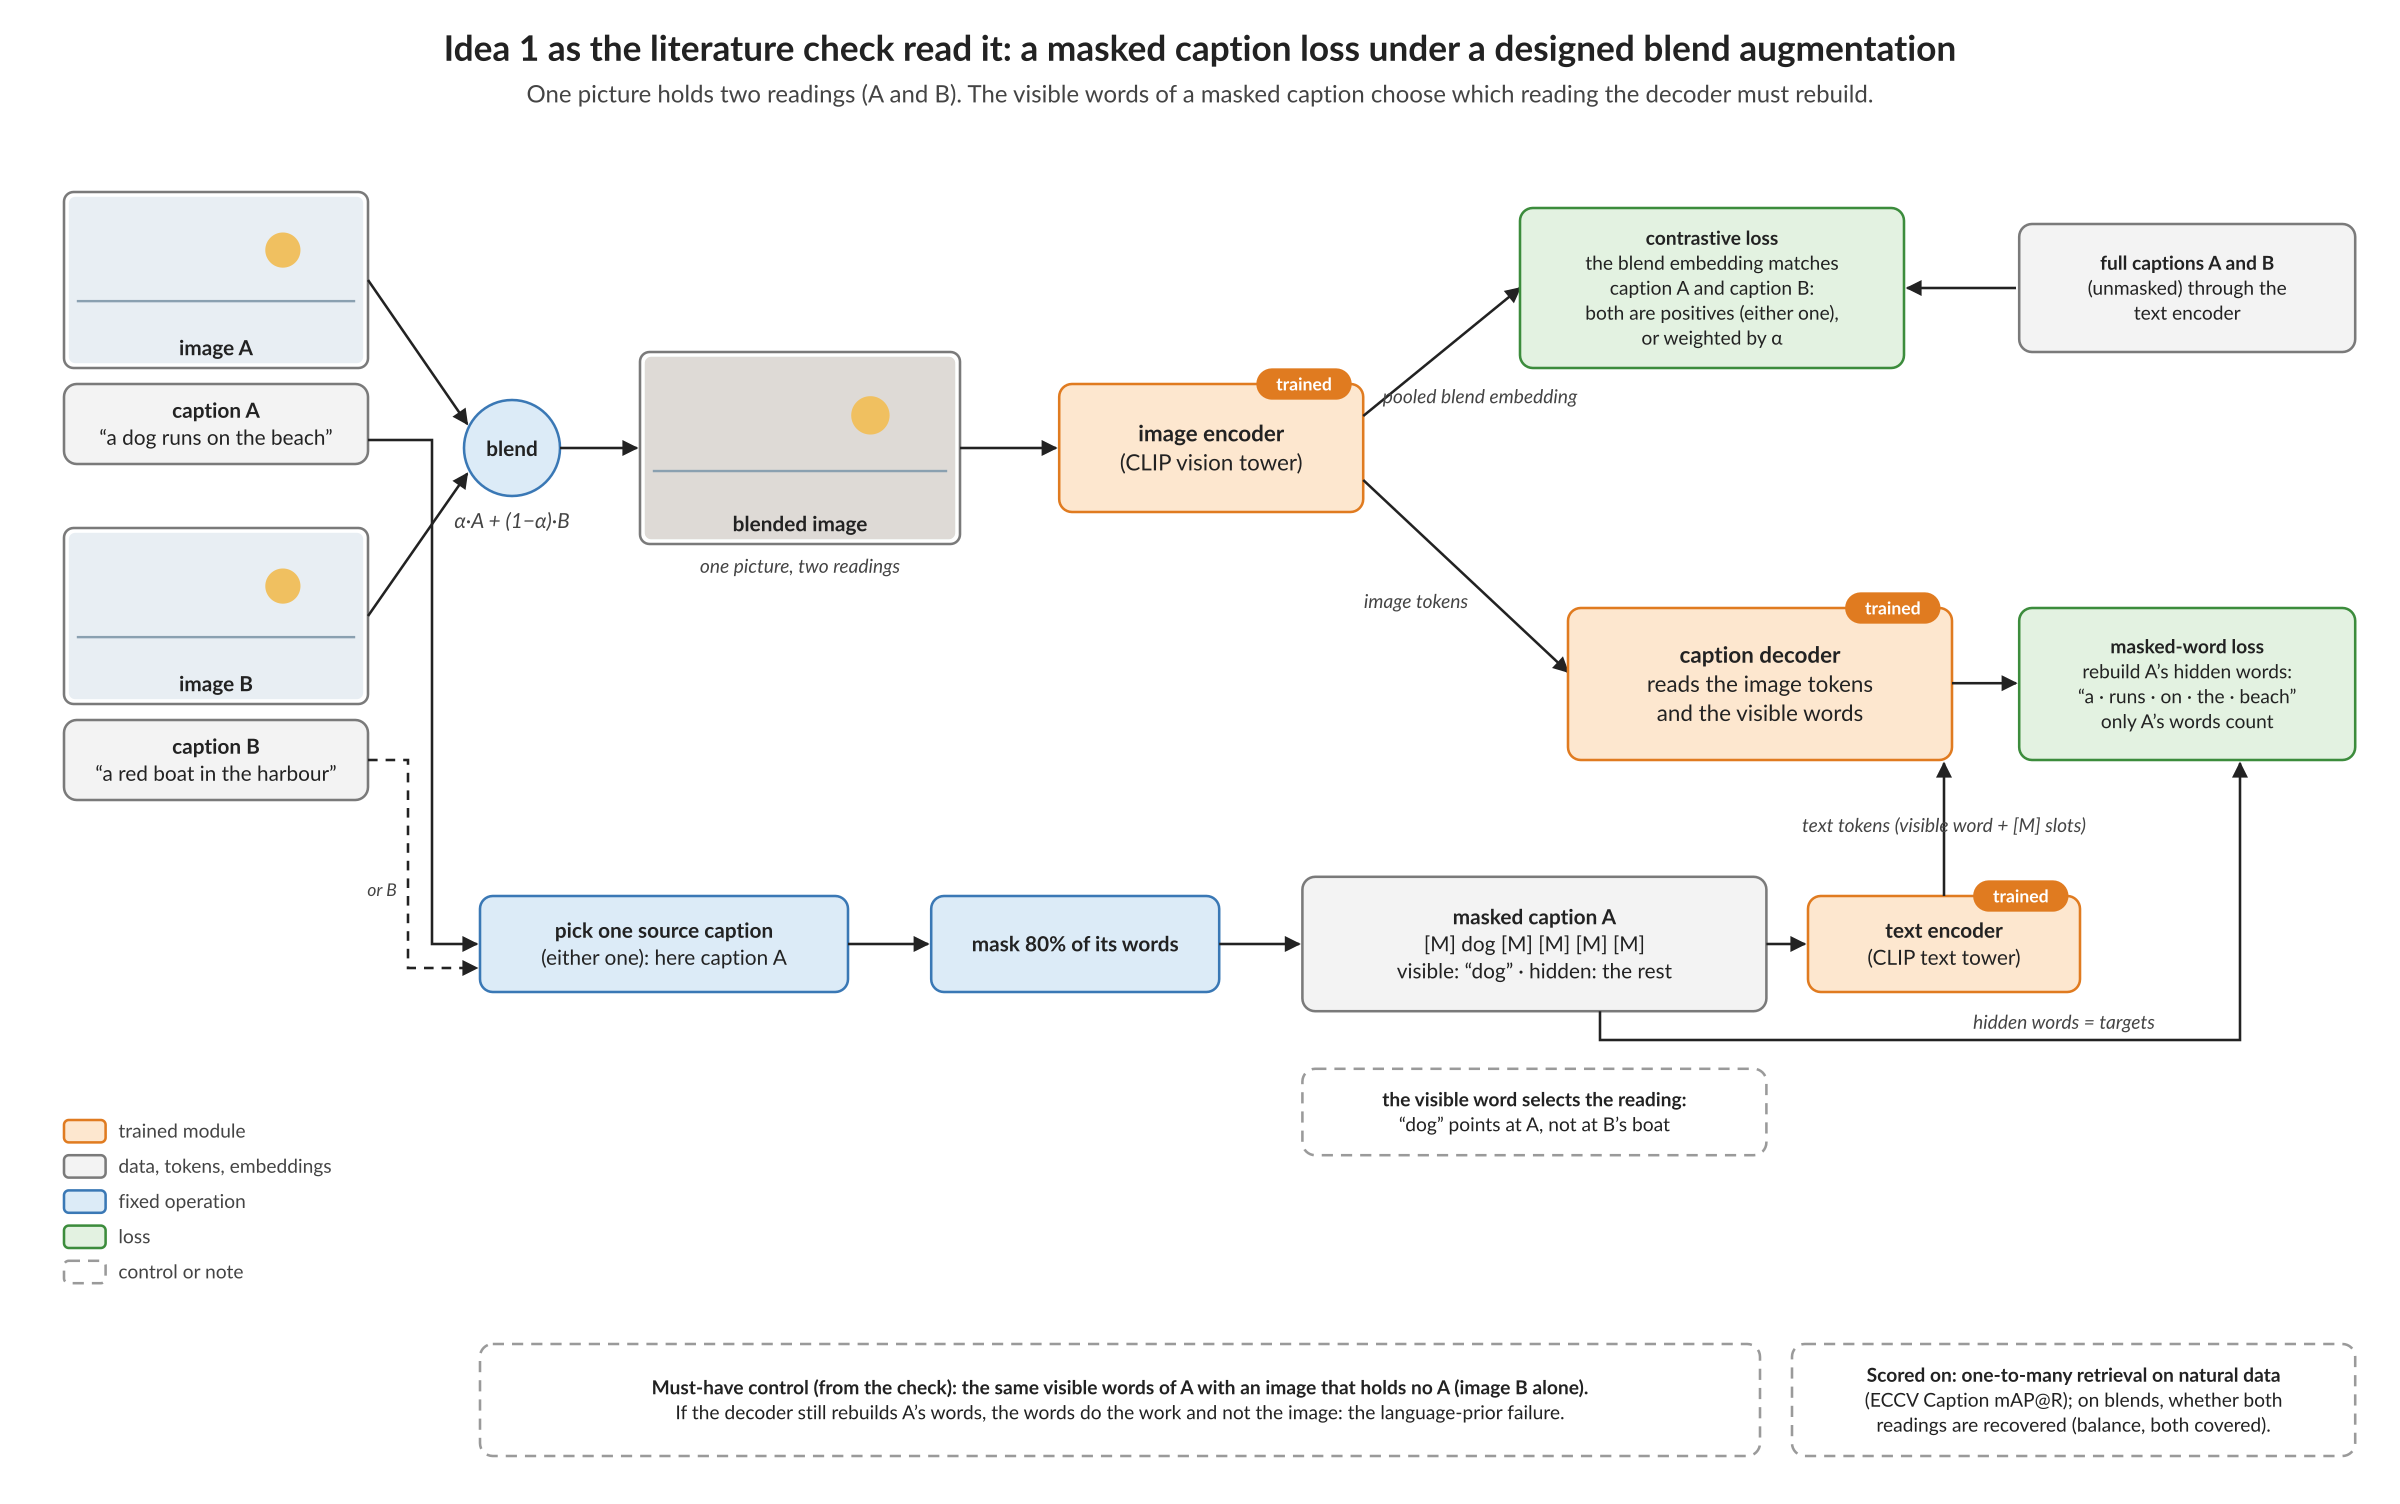 Idea 1 as the literature check read it: a masked caption loss under a designed blend augmentation
One picture holds two readings (A and B). The visible words of a masked caption choose which reading the decoder must rebuild.
image A
caption A
“a dog runs on the beach”
image B
caption B
“a red boat in the harbour”
or B
blend
α·A + (1−α)·B
blended image
one picture, two readings
trained
image encoder
(CLIP vision tower)
pooled blend embedding
image tokens
contrastive loss
the blend embedding matches
caption A and caption B:
both are positives (either one),
or weighted by α
full captions A and B
(unmasked) through the
text encoder
trained
caption decoder
reads the image tokens
and the visible words
masked-word loss
rebuild A’s hidden words:
“a · runs · on · the · beach”
only A’s words count
text tokens (visible word + [M] slots)
pick one source caption
(either one): here caption A
mask 80% of its words
masked caption A
[M] dog [M] [M] [M] [M]
visible: “dog” · hidden: the rest
trained
text encoder
(CLIP text tower)
hidden words = targets
the visible word selects the reading:
“dog” points at A, not at B’s boat
trained module
data, tokens, embeddings
fixed operation
loss
control or note
Must-have control (from the check): the same visible words of A with an image that holds no A (image B alone).
If the decoder still rebuilds A’s words, the words do the work and not the image: the language-prior failure.
Scored on: one-to-many retrieval on natural data
(ECCV Caption mAP@R); on blends, whether both
readings are recovered (balance, both covered).